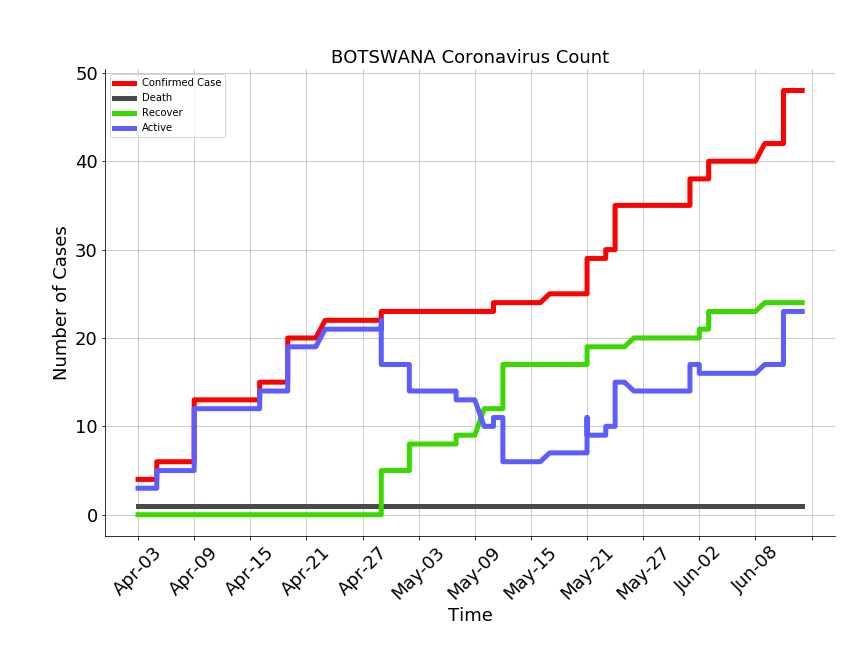 BOTSWANA Coronavirus Count
Confirmed Case
Death
Recover
Active
50
40
30
20
10
0
Number of Cases
Apr-03
Apr-09
Apr-15
Apr-21
Apr-27
May-03
May-09
May-15
May-21
May-27
Jun-02
Jun-08
Time